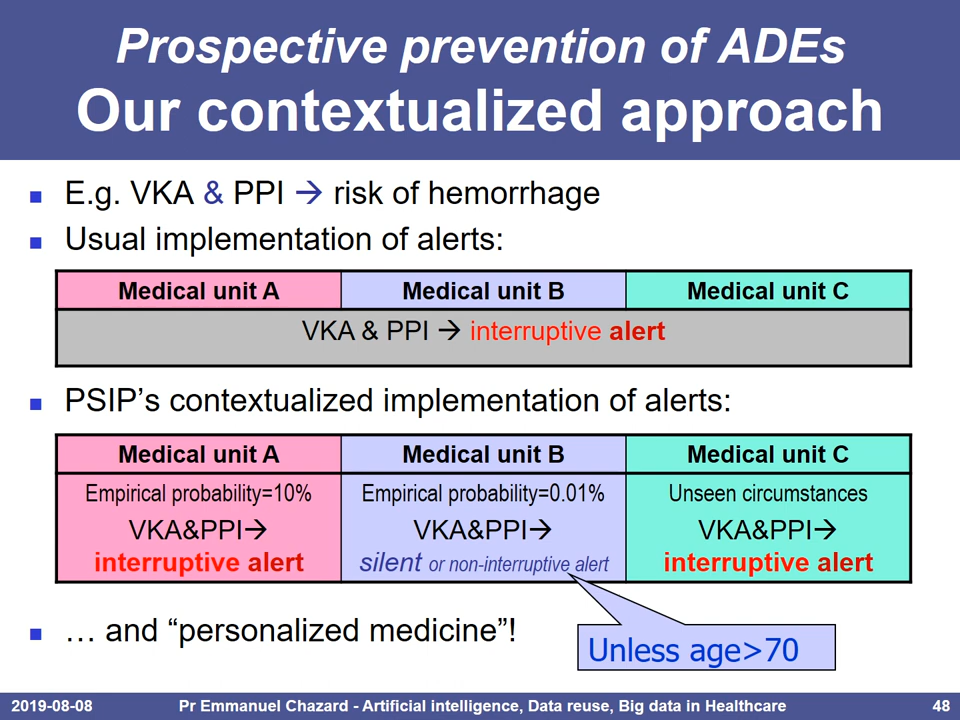 Prospective prevention of ADEs
Our contextualized approach
E.g. VKA & PPI → risk of hemorrhage
Usual implementation of alerts:
Medical unit A Medical unit B Medical unit C
VKA & PPI → interruptive alert
PSIP’s contextualized implementation of alerts:
Medical unit A Medical unit B Medical unit C
Empirical probability=10% Empirical probability=0.01% Unseen circumstances
VKA&PPI→ VKA&PPI→ VKA&PPI→
interruptive alert silent or non-interruptive alert interruptive alert
… and “personalized medicine”!
Unless age>70
2019-08-08 Pr Emmanuel Chazard - Artificial intelligence, Data reuse, Big data in Healthcare 48